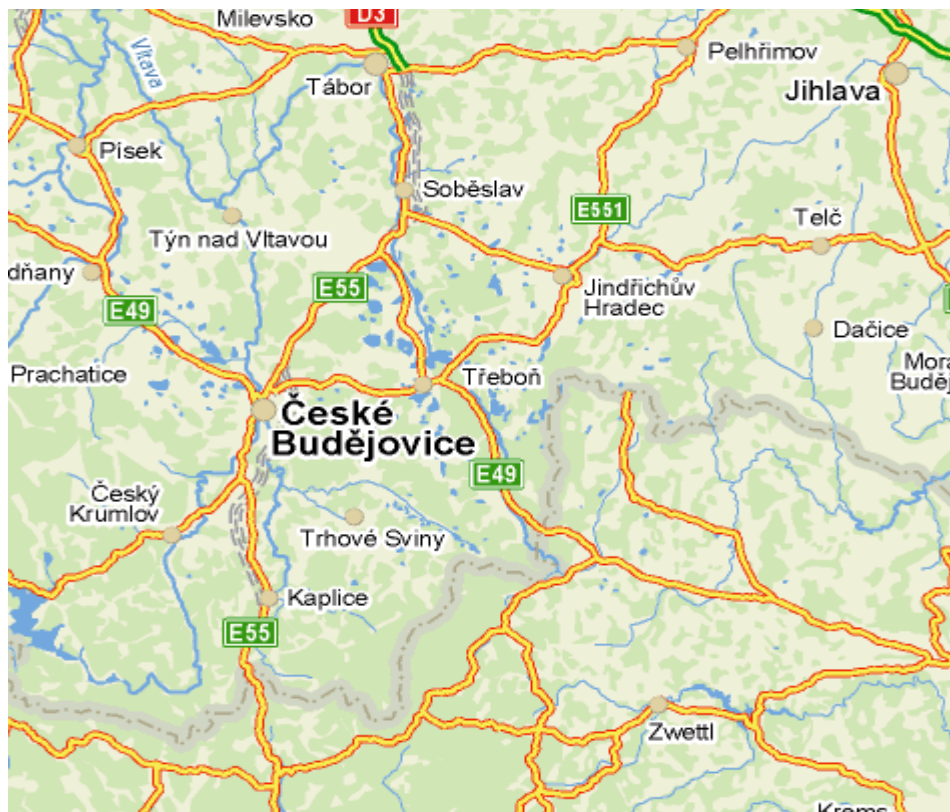 Milevsko
D3
Vltava
Tábor
Pelhřimov
Jihlava
Písek
Soběslav
E551
Týn nad Vltavou
Telč
dňany
E55
Jindřichův
Hradec
E49
Dačice
Prachatice
Třeboň
Mora
Buděj
České
Budějovice
E49
Český
Krumlov
Trhové Sviny
Kaplice
E55
Zwettl
Krems